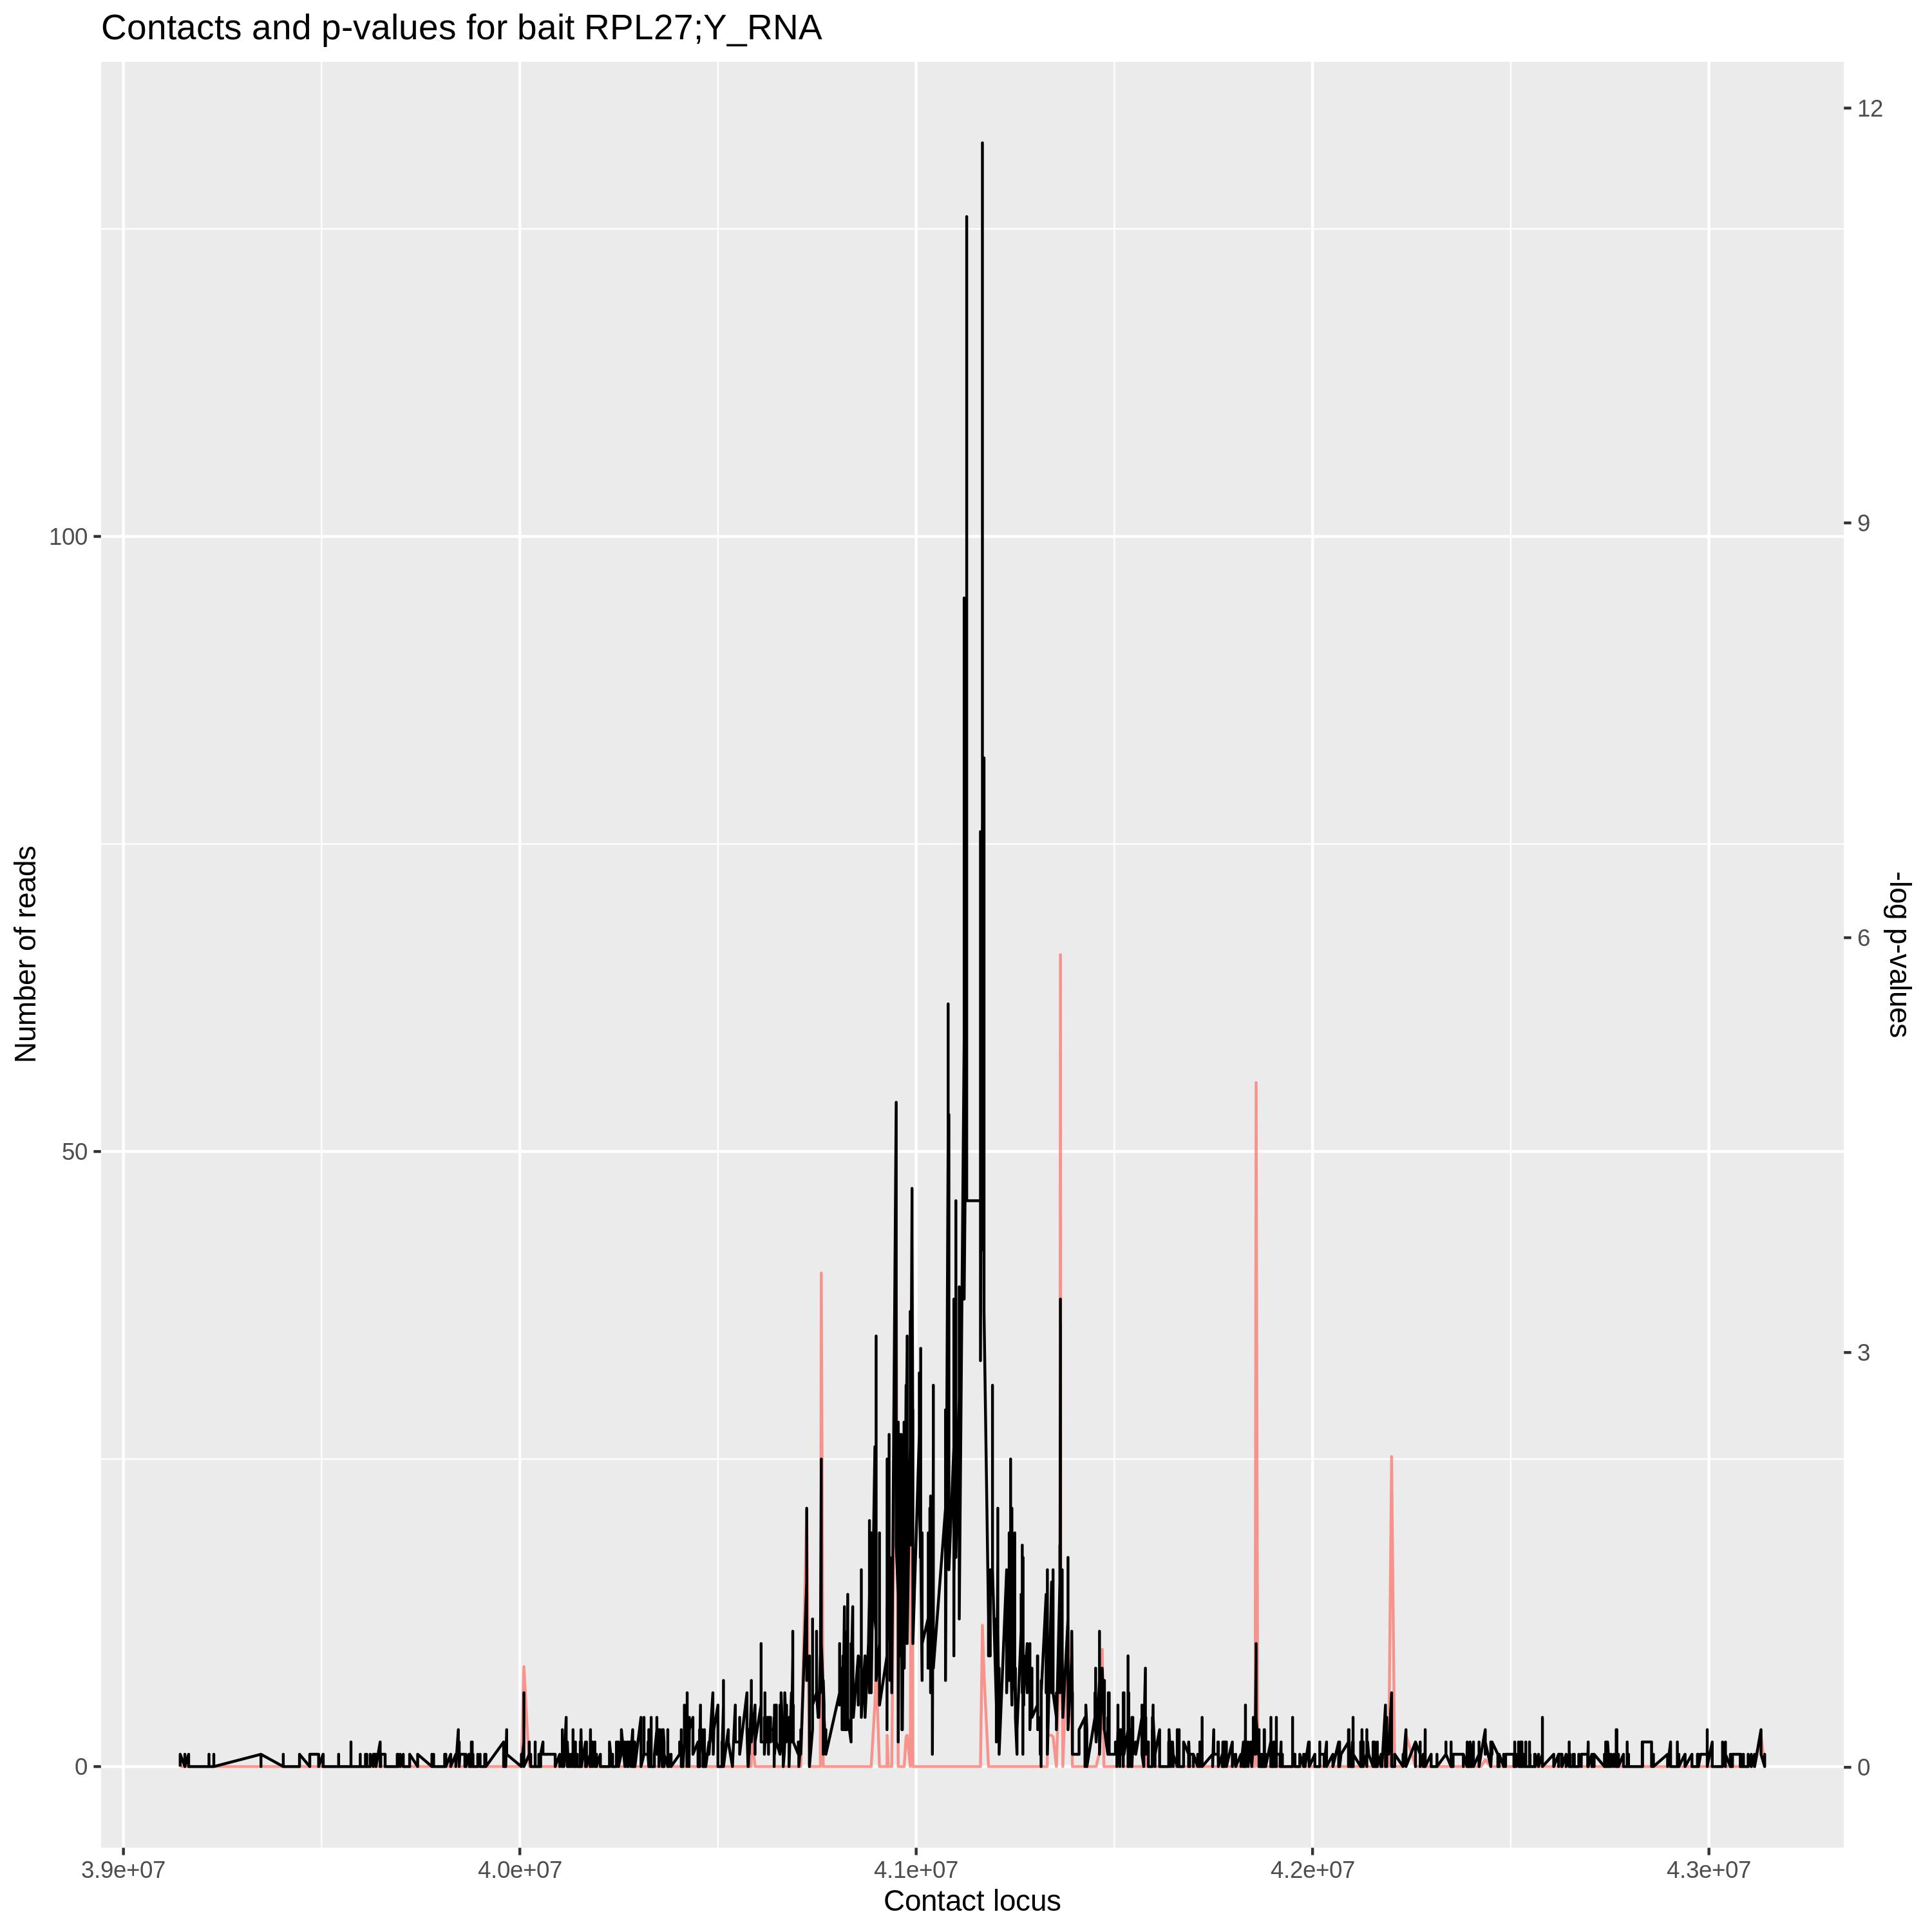 Contacts and p-values for bait RPL27;Y_RNA
12
100
9
Number of reads
-log p-values
6
50
3
0
0
3.9e+07
4.0e+07
4.1e+07
4.2e+07
4.3e+07
Contact locus